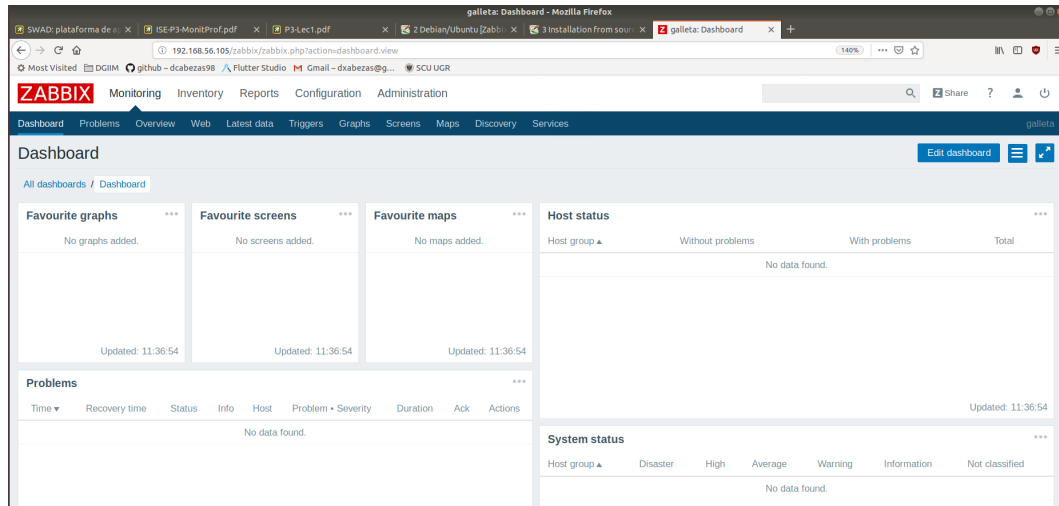 galleta: Dashboard - Mozilla Firefox
SWAD: plataforma de a
ISE-P3-MonitProf.pdf
P3-Lec1.pdf
2 Debian/Ubuntu [Zabbi
3 Installation from sour
galleta: Dashboard
192.168.56.105/zabbix/zabbix.php?action=dashboard.view
140%
Most Visited DGIIM github – dcabezas98 Flutter Studio Gmail – dxabezas@g... SCU UGR
ZABBIX Monitoring Inventory Reports Configuration Administration Z Share ?
Dashboard Problems Overview Web Latest data Triggers Graphs Screens Maps Discovery Services galleta
Dashboard Edit dashboard
All dashboards / Dashboard
Favourite graphs
No graphs added.
Updated: 11:36:54
Favourite screens
No screens added.
Updated: 11:36:54
Favourite maps
No maps added.
Updated: 11:36:54
Host status
Host group Without problems With problems Total
No data found.
Updated: 11:36:54
Problems
Time Recovery time Status Info Host Problem • Severity Duration Ack Actions
No data found.
System status
Host group Disaster High Average Warning Information Not classified
No data found.